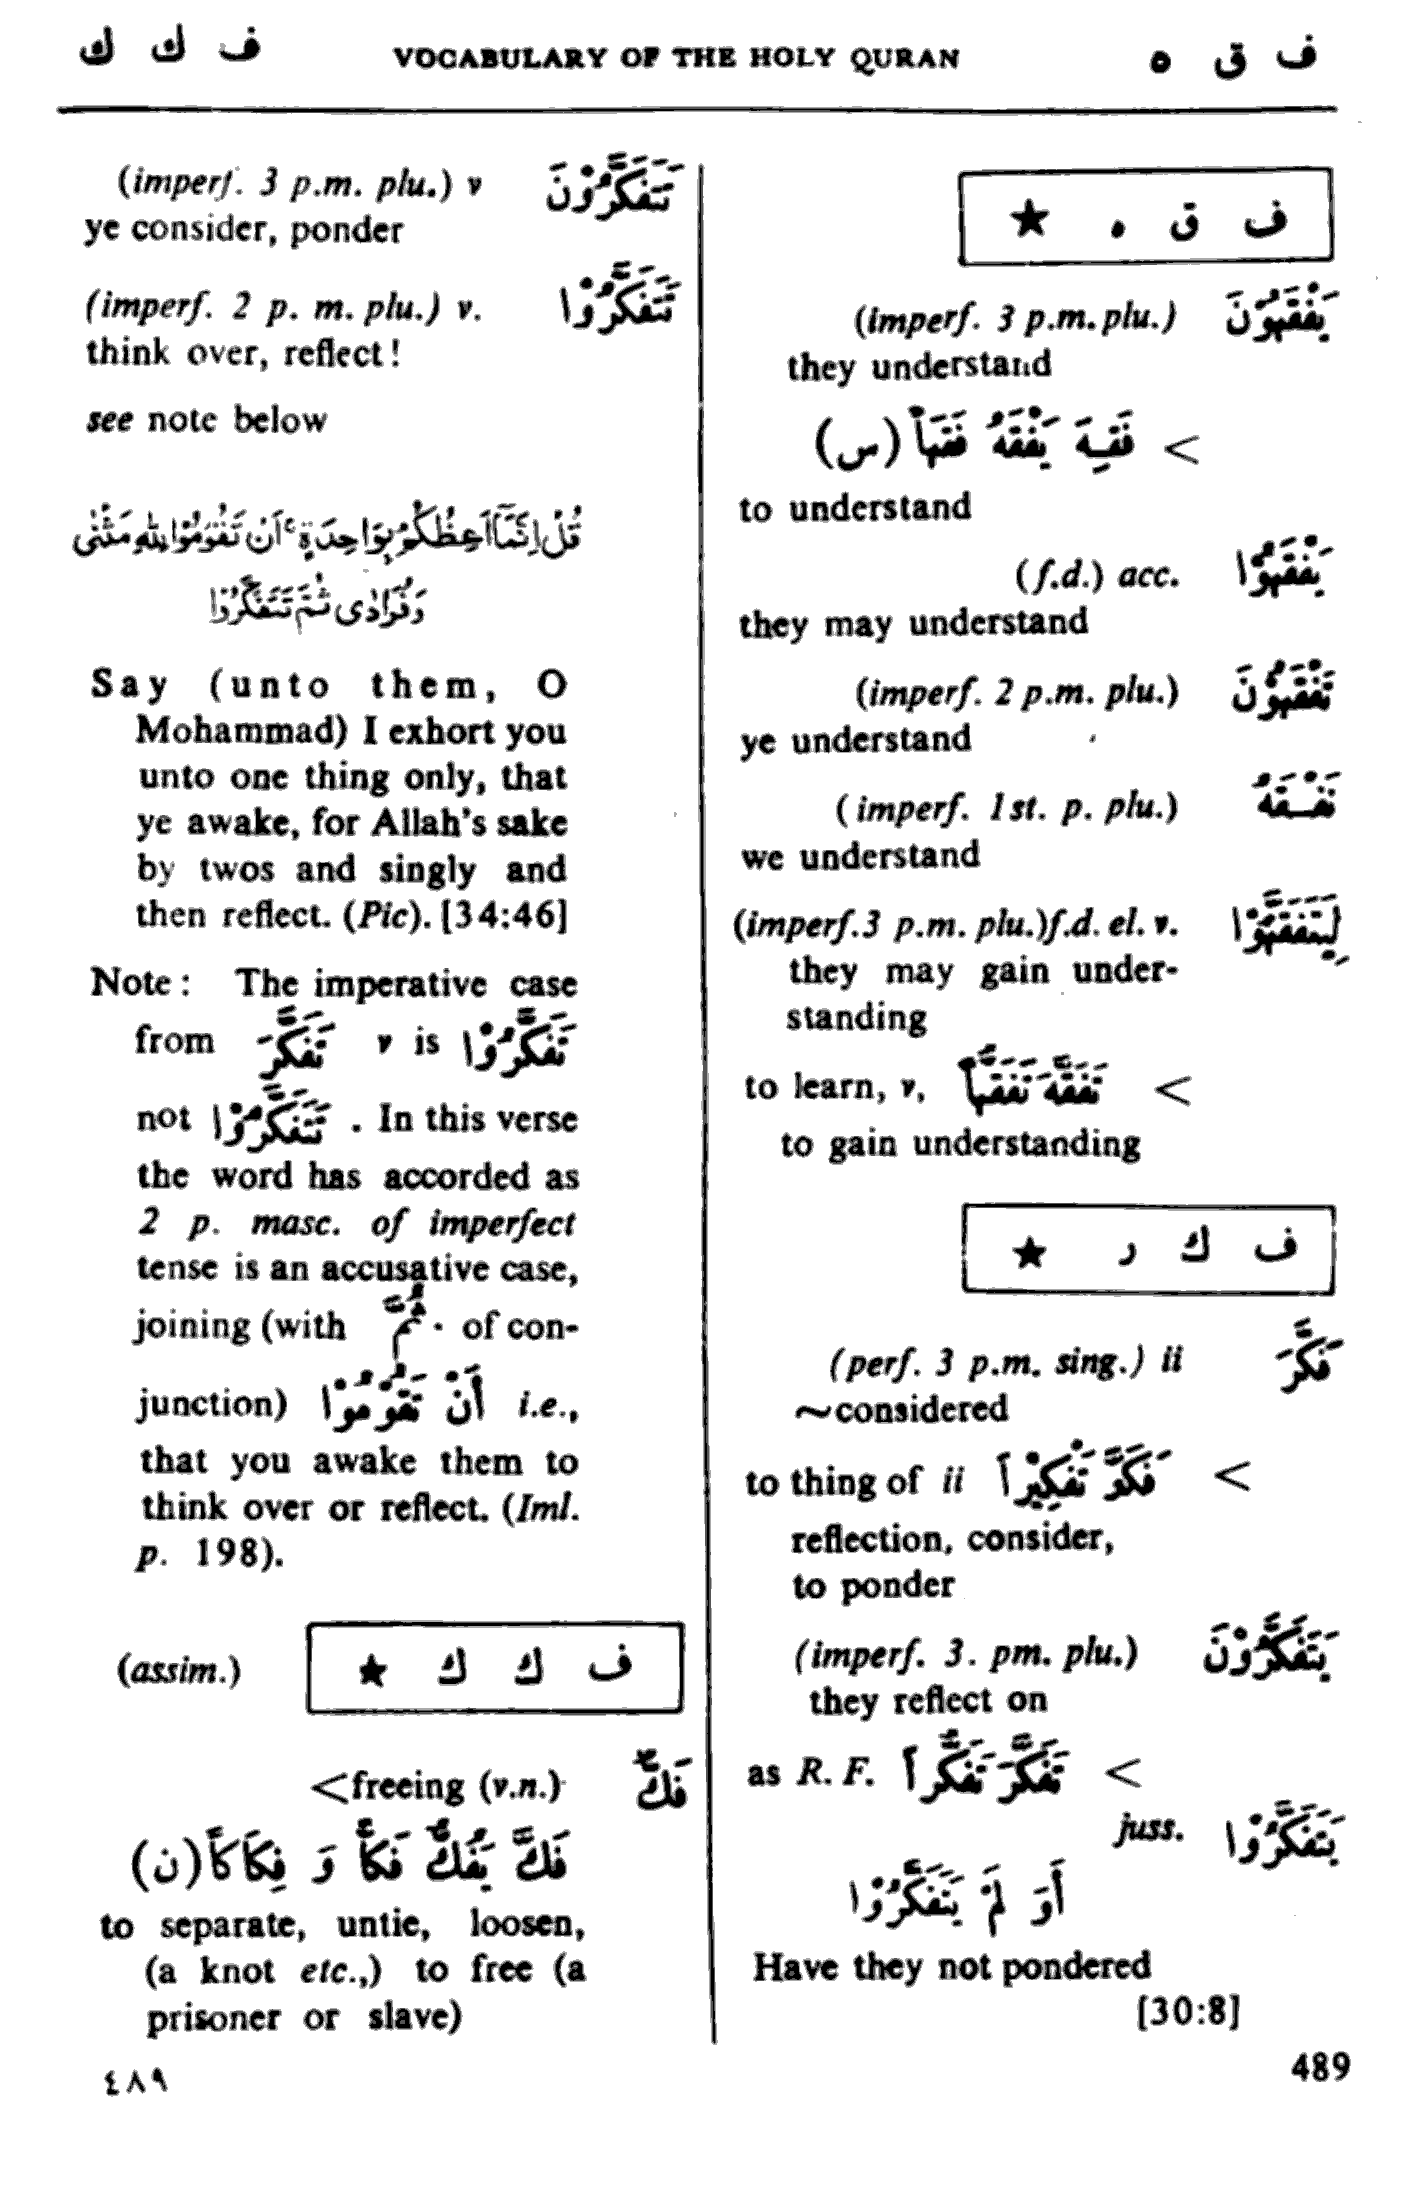 ف ك ك VOCABULARY OF THE HOLY QURAN ف ق ه
ف ق ه ★
(imperf. 3 p.m. plu.) يَفْقَهُوْنَ
they understand
< فَقِهَ يَفْقَهُ فَقْهاً (س)
to understand
(f.d.) acc. يَفْقَهُوْا
they may understand
(imperf. 2 p.m. plu.) تَفْقَهُوْنَ
ye understand
(imperf. 1st. p. plu.) نَفْقَهُ
we understand
(imperf.3 p.m. plu.)f.d. el. v. لِيَتَفَقَّهُوْا
they may gain under-
standing
to learn, v, تَفَقَّهَ تَفَقُّهاً <
to gain understanding
ف ك ر ★
(perf. 3 p.m. sing.) ii فَكَّرَ
~considered
to thing of ii فَكَّرَ تَفْكِيْراً <
reflection, consider,
to ponder
(imperf. 3. pm. plu.) يَتَفَكَّرُوْنَ
they reflect on
as R. F. تَفَكَّرَ تَفَكُّراً <
juss. يَتَفَكَّرُوْا
أَوَ لَمْ يَتَفَكَّرُوْا
Have they not pondered
[30:8]
489
(imperf. 3 p.m. plu.) v تَتَفَكَّرُوْنَ
ye consider, ponder
(imperf. 2 p. m. plu.) v. تَتَفَكَّرُوْا
think over, reflect!
see note below
قُلْ اِنَّمَآ اَعِظُكُمْ بِوَاحِدَةٍ ۚ اَنْ تَقُوْمُوْا لِلّٰهِ مَثْنٰى
وَفُرَادٰى ثُمَّ تَتَفَكَّرُوْا
Say (unto them, O
Mohammad) I exhort you
unto one thing only, that
ye awake, for Allah's sake
by twos and singly and
then reflect. (Pic). [34:46]
Note: The imperative case
from تَفَكَّرَ v is تَفَكَّرُوْا
not تَتَفَكَّرُوْا . In this verse
the word has accorded as
2 p. masc. of imperfect
tense is an accusative case,
joining (with ثُمَّ . of con-
junction) أَنْ تَقُوْمُوْا i.e.,
that you awake them to
think over or reflect. (Iml.
p. 198).
(assim.) ف ك ك ★
<freeing (v.n.) فَكُّ
فَكَّ يَفُكُّ فَكاًّ وَ فِكَاكاً (ن)
to separate, untie, loosen,
(a knot etc.,) to free (a
prisoner or slave)
٤٨٩